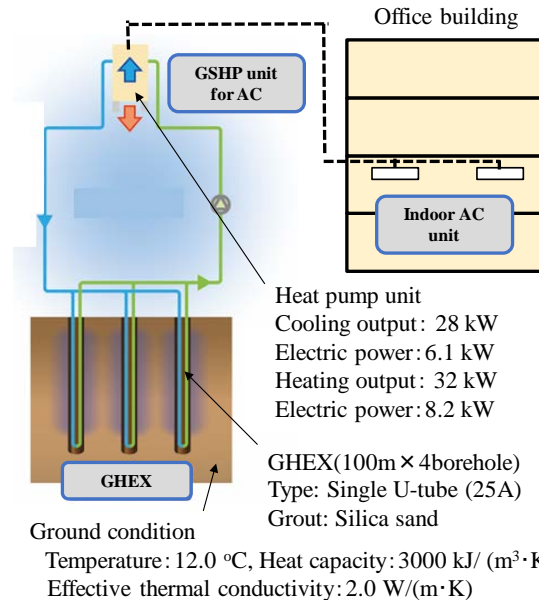 Office building
GSHP unit
for AC
Indoor AC
unit
Heat pump unit
Cooling output: 28 kW
Electric power:6.1 kW
Heating output: 32 kW
Electric power:8.2 kW
GHEX(100m×4borehole)
Type: Single U-tube (25A)
Grout: Silica sand
GHEX
Ground condition
Temperature:12.0 °C, Heat capacity:3000 kJ/ (m³·K
Effective thermal conductivity:2.0 W/(m·K)